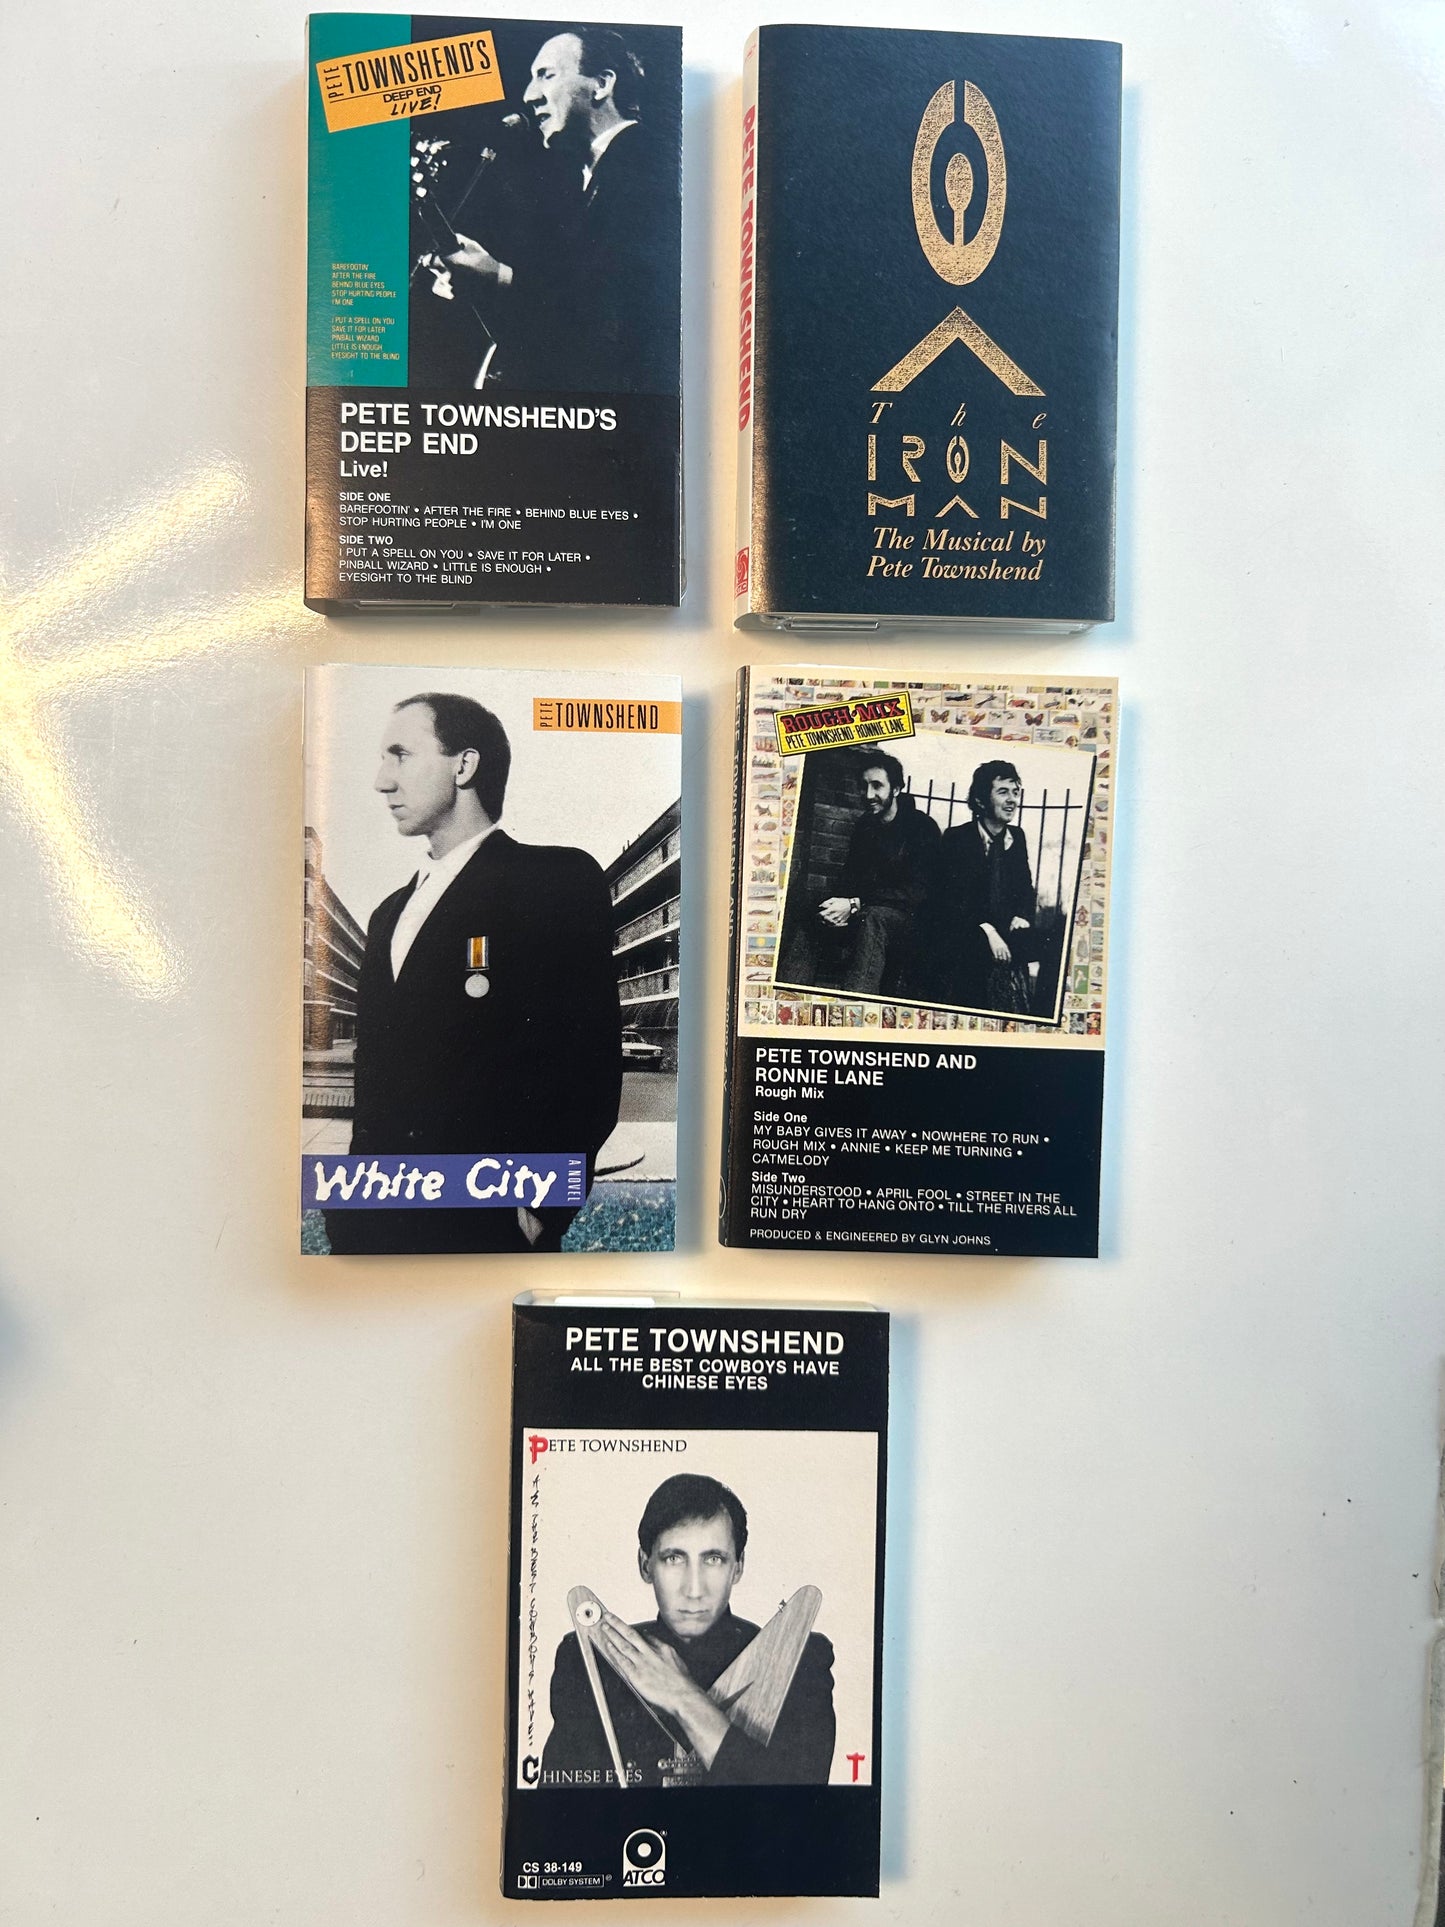 PETE TOWNSHEND'S
DEEP END
LIVE!
BAREFOOTIN'
AFTER THE FIRE
BEHIND BLUE EYES
STOP HURTING PEOPLE
I'M ONE
I PUT A SPELL ON YOU
SAVE IT FOR LATER
PINBALL WIZARD
LITTLE IS ENOUGH
EYESIGHT TO THE BLIND
PETE TOWNSHEND'S
DEEP END
Live!
SIDE ONE
BAREFOOTIN' • AFTER THE FIRE • BEHIND BLUE EYES •
STOP HURTING PEOPLE • I'M ONE
SIDE TWO
I PUT A SPELL ON YOU • SAVE IT FOR LATER •
PINBALL WIZARD • LITTLE IS ENOUGH •
EYESIGHT TO THE BLIND
PETE TOWNSHEND
The
IRON
MAN
The Musical by
Pete Townshend
PETE TOWNSHEND
White City A NOVEL
ROUGH MIX
PETE TOWNSHEND · RONNIE LANE
PETE TOWNSHEND AND
PETE TOWNSHEND AND
RONNIE LANE
Rough Mix
Side One
MY BABY GIVES IT AWAY • NOWHERE TO RUN •
ROUGH MIX • ANNIE • KEEP ME TURNING •
CATMELODY
Side Two
MISUNDERSTOOD • APRIL FOOL • STREET IN THE
CITY • HEART TO HANG ONTO • TILL THE RIVERS ALL
RUN DRY
PRODUCED & ENGINEERED BY GLYN JOHNS
PETE TOWNSHEND
ALL THE BEST COWBOYS HAVE
CHINESE EYES
PETE TOWNSHEND
ALL THE BEST COWBOYS HAVE
CHINESE EYES
T
CS 38-149
DOLBY SYSTEM ®
ATCO ®